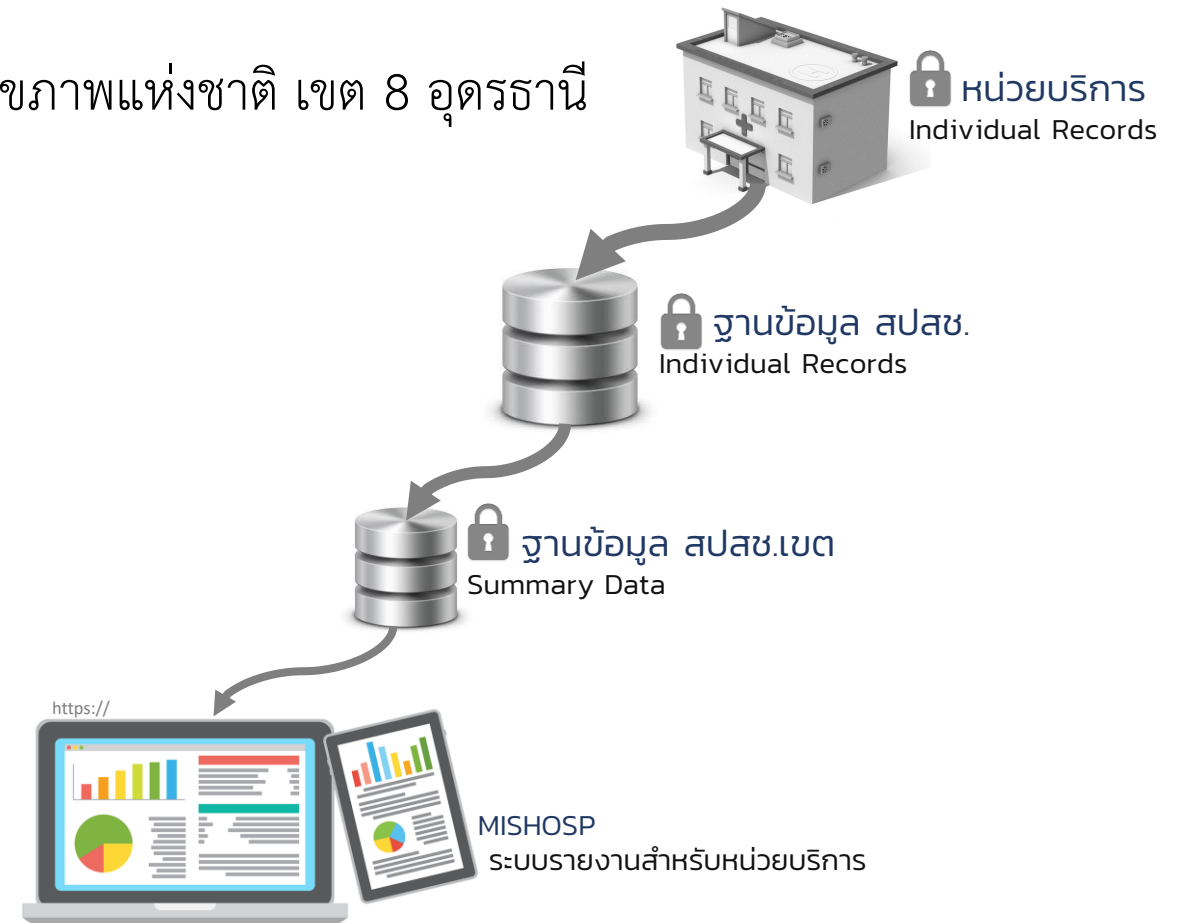 ขภาพแห่งชาติ เขต 8 อุดรธานี
หน่วยบริการ
Individual Records
ฐานข้อมูล สปสช.
Individual Records
ฐานข้อมูล สปสช.เขต
Summary Data
https://
MISHOSP
ระบบรายงานสำหรับหน่วยบริการ